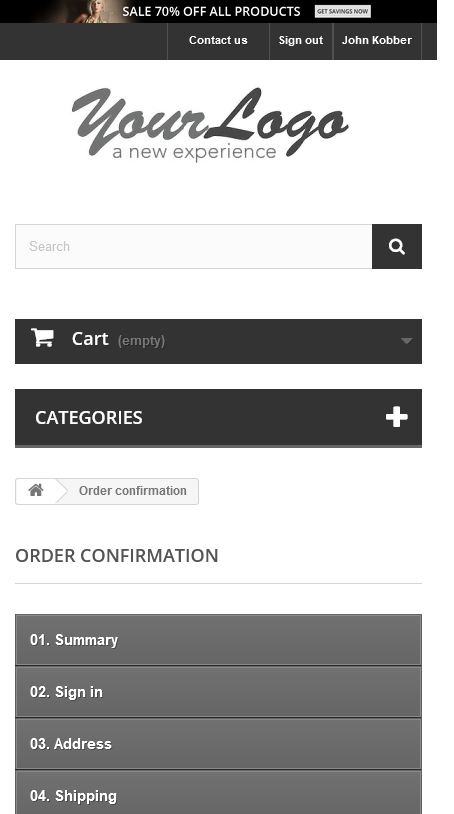 SALE 70% OFF ALL PRODUCTS GET SAVINGS NOW
Contact us Sign out John Kobber
YourLogo
a new experience
Search
Cart (empty)
CATEGORIES
Order confirmation
ORDER CONFIRMATION
01. Summary
02. Sign in
03. Address
04. Shipping